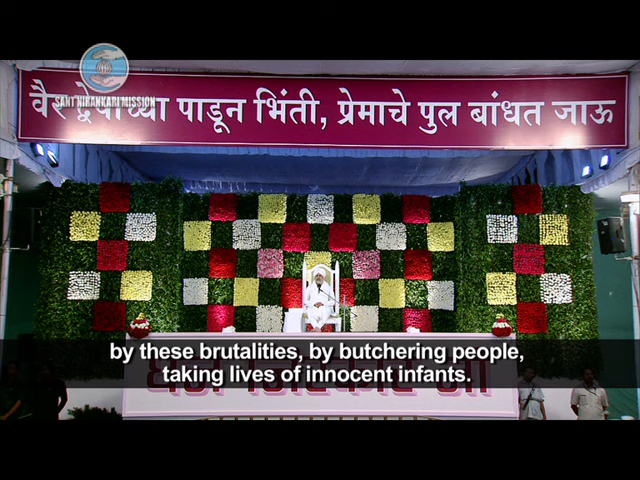 SANT NIRANKARI MISSION
वैर द्वेषाच्या पाडून भिंती, प्रेमाचे पुल बांधत जाऊ
by these brutalities, by butchering people,
taking lives of innocent infants.